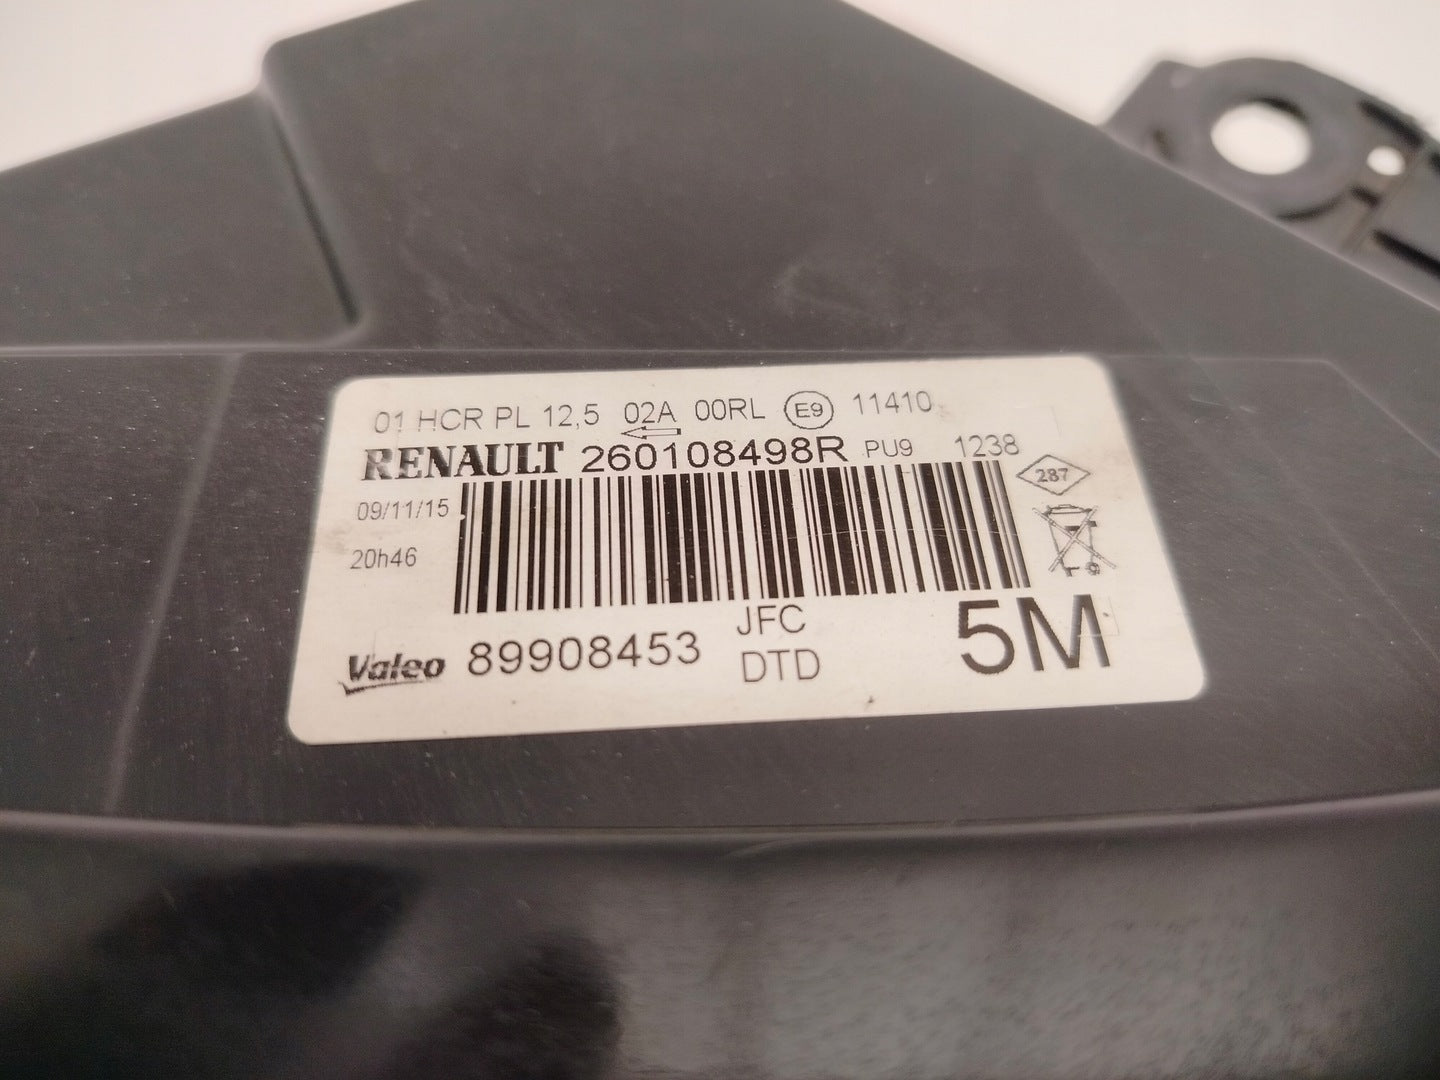 01 HCR PL 12,5 02A 00RL E9 11410
RENAULT 260108498R PU9 1238
287
09/11/15
20h46
JFC
Valeo 89908453
DTD
5M